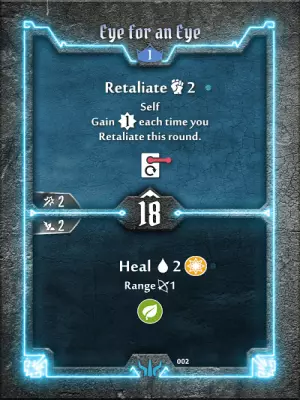 Eye for an Eye
1
Retaliate 2
Self
Gain 1 each time you
Retaliate this round.
2
18
2
Heal 2
Range 1
002